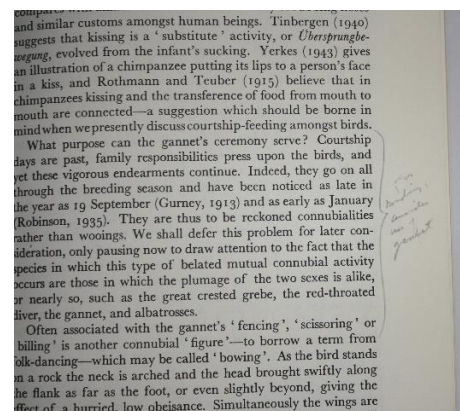 and similar customs amongst human beings. Tinbergen (1940)
suggests that kissing is a ‘ substitute ’ activity, or Übersprungbe-
wegung, evolved from the infant's sucking. Yerkes (1943) gives
an illustration of a chimpanzee putting its lips to a person's face
in a kiss, and Rothmann and Teuber (1915) believe that in
chimpanzees kissing and the transference of food from mouth to
mouth are connected—a suggestion which should be borne in
mind when we presently discuss courtship-feeding amongst birds.
What purpose can the gannet's ceremony serve? Courtship
days are past, family responsibilities press upon the birds, and
yet these vigorous endearments continue. Indeed, they go on all
through the breeding season and have been noticed as late in
the year as 19 September (Gurney, 1913) and as early as January
(Robinson, 1935). They are thus to be reckoned connubialities
rather than wooings. We shall defer this problem for later con-
sideration, only pausing now to draw attention to the fact that the
species in which this type of belated mutual connubial activity
occurs are those in which the plumage of the two sexes is alike,
or nearly so, such as the great crested grebe, the red-throated
diver, the gannet, and albatrosses.
Often associated with the gannet's ‘ fencing ’, ‘ scissoring ’ or
‘ billing ’ is another connubial ‘ figure ’—to borrow a term from
folk-dancing—which may be called ‘ bowing ’. As the bird stands
on a rock the neck is arched and the head brought swiftly along
the flank as far as the foot, or even slightly beyond, giving the
effect of a hurried, low obeisance. Simultaneously the wings are